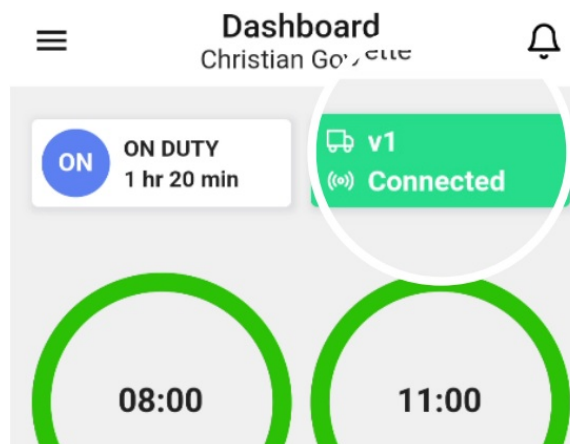 Dashboard
Christian
ON
ON DUTY
1 hr 20 min
v1
Connected
08:00
11:00